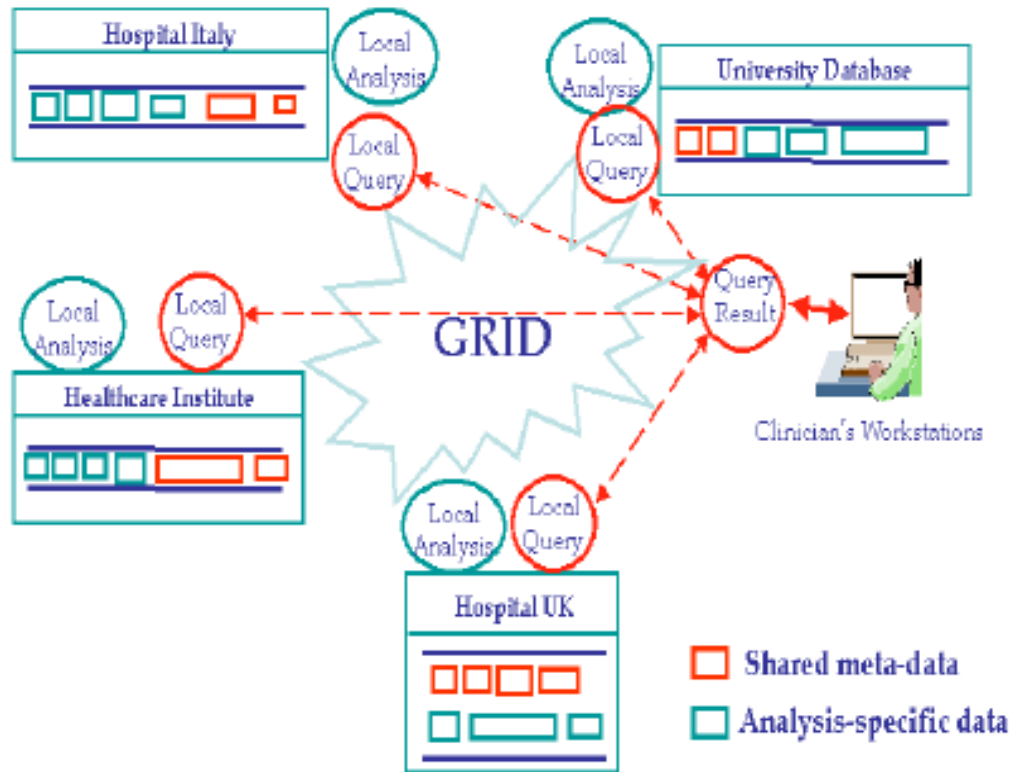 Hospital Italy
Local
Analysis
Local
Query
Local
Analysis
Local
Query
University Database
Local
Analysis
Local
Query
Healthcare Institute
GRID
Query
Result
Clinician's Workstations
Local
Analysis
Local
Query
Hospital UK
Shared meta-data
Analysis-specific data